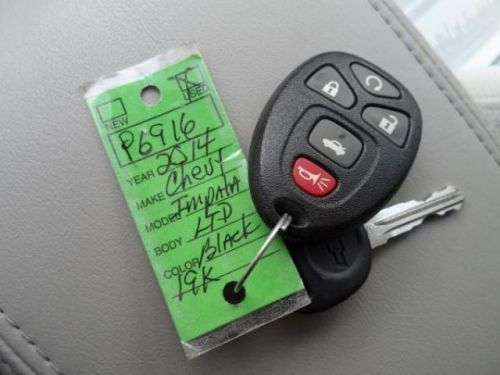 NEW USED
P6916
YEAR 2014
MAKE Chevy
MODEL Impala
BODY LTD
COLOR Black
19K